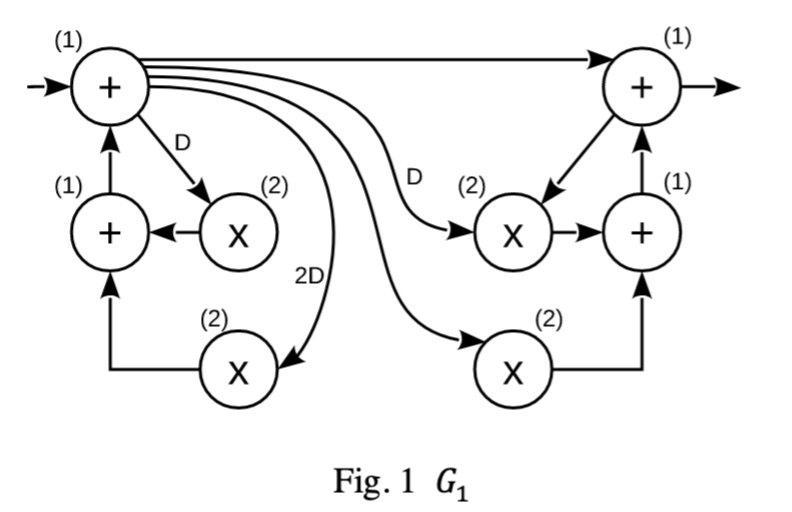 (1)
(1)
+
+
D
D
(1)
(2)
(2)
(1)
+
X
X
+
2D
(2)
(2)
X
X
Fig. 1 G₁